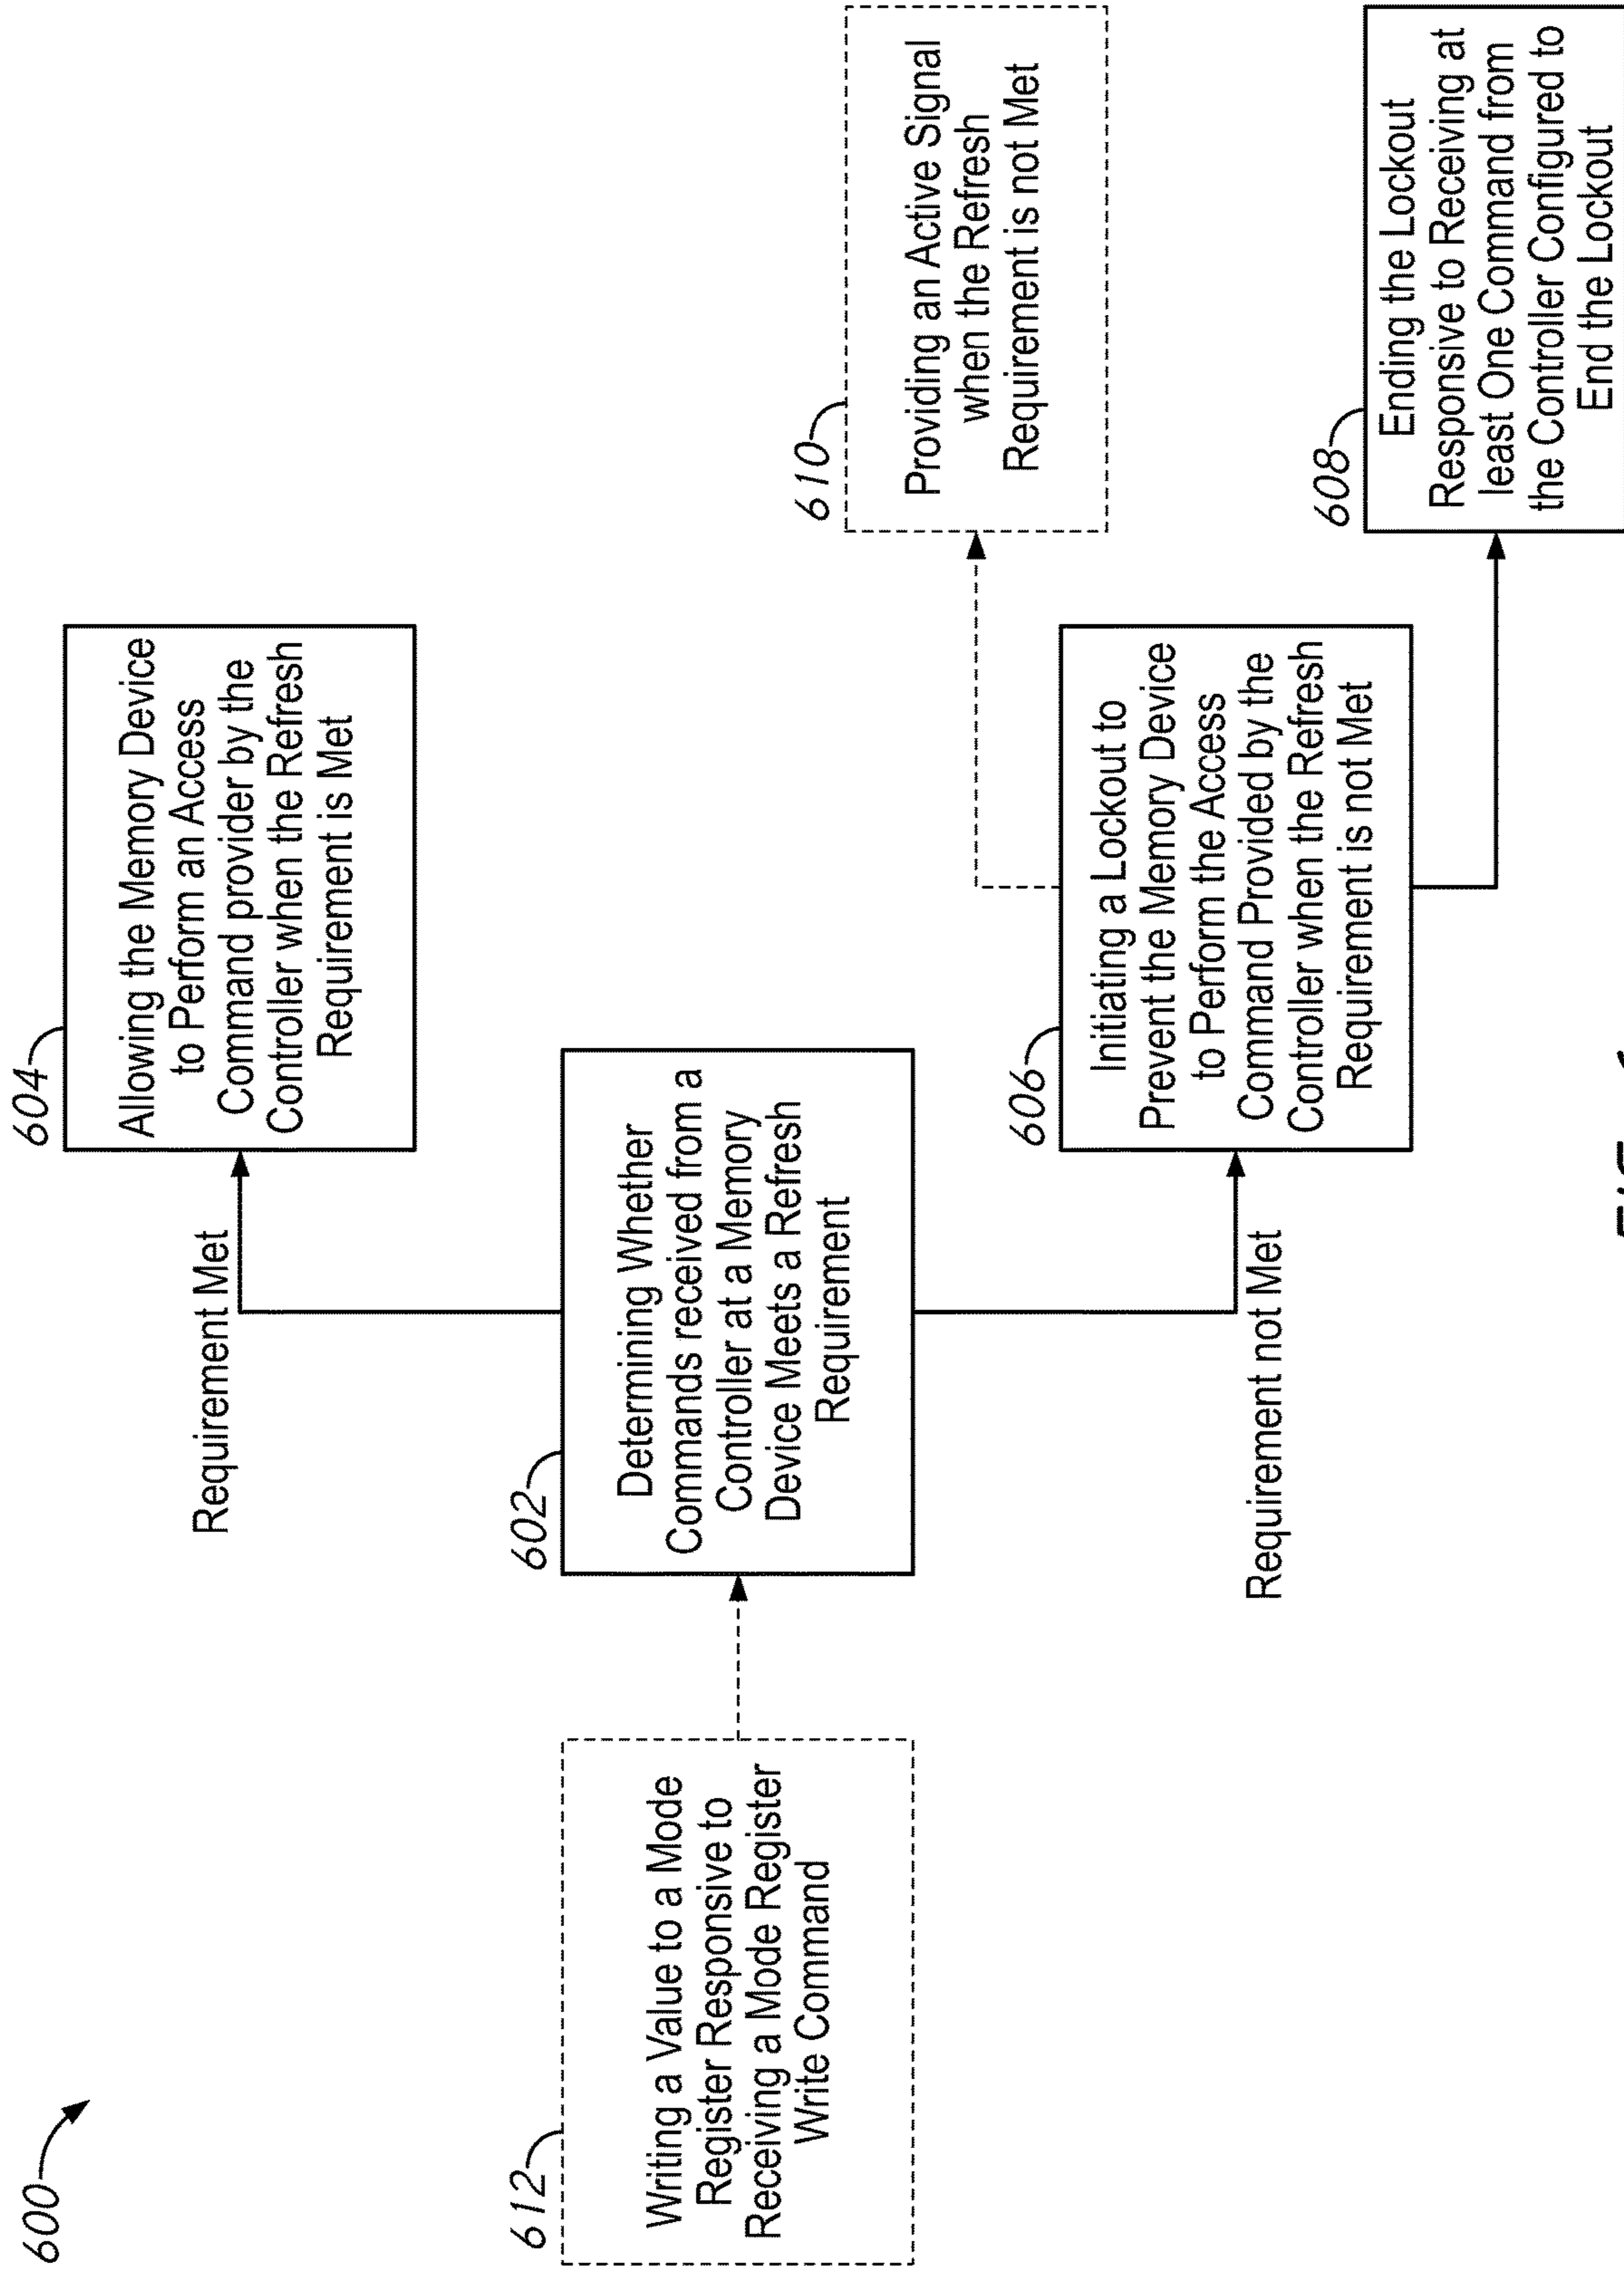 600
612
Writing a Value to a Mode
Register Responsive to
Receiving a Mode Register
Write Command
602
Determining Whether
Commands received from a
Controller at a Memory
Device Meets a Refresh
Requirement
Requirement Met
604
Allowing the Memory Device
to Perform an Access
Command provider by the
Controller when the Refresh
Requirement is Met
Requirement not Met
606
Initiating a Lockout to
Prevent the Memory Device
to Perform the Access
Command Provided by the
Controller when the Refresh
Requirement is not Met
610
Providing an Active Signal
when the Refresh
Requirement is not Met
608
Ending the Lockout
Responsive to Receiving at
least One Command from
the Controller Configured to
End the Lockout